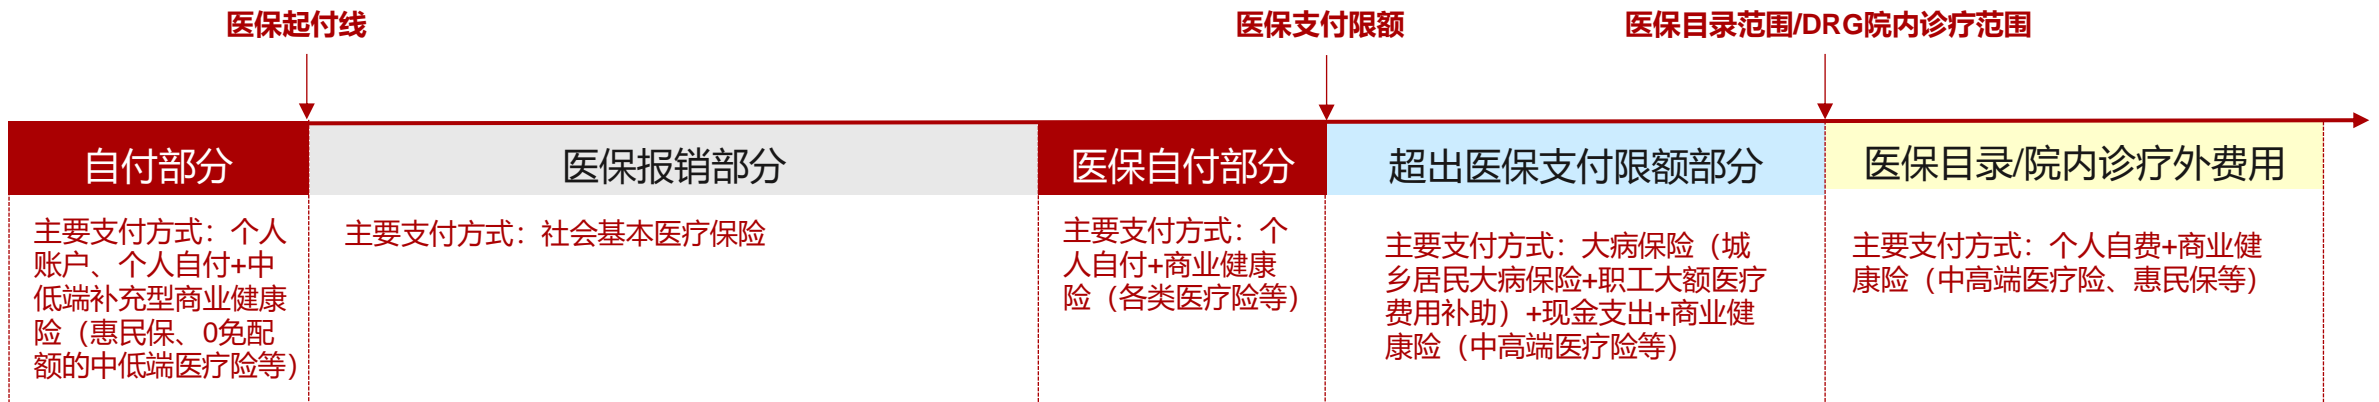 医保起付线
医保支付限额
医保目录范围/DRG院内诊疗范围
自付部分
医保报销部分
医保自付部分
超出医保支付限额部分
医保目录/院内诊疗外费用
主要支付方式：个人
账户、个人自付+中
低端补充型商业健康
险（惠民保、0免配
额的中低端医疗险等）
主要支付方式：社会基本医疗保险
主要支付方式：个
人自付+商业健康
险（各类医疗险等）
主要支付方式：大病保险（城
乡居民大病保险+职工大额医疗
费用补助）+现金支出+商业健
康险（中高端医疗险等）
主要支付方式：个人自费+商业健
康险（中高端医疗险、惠民保等）